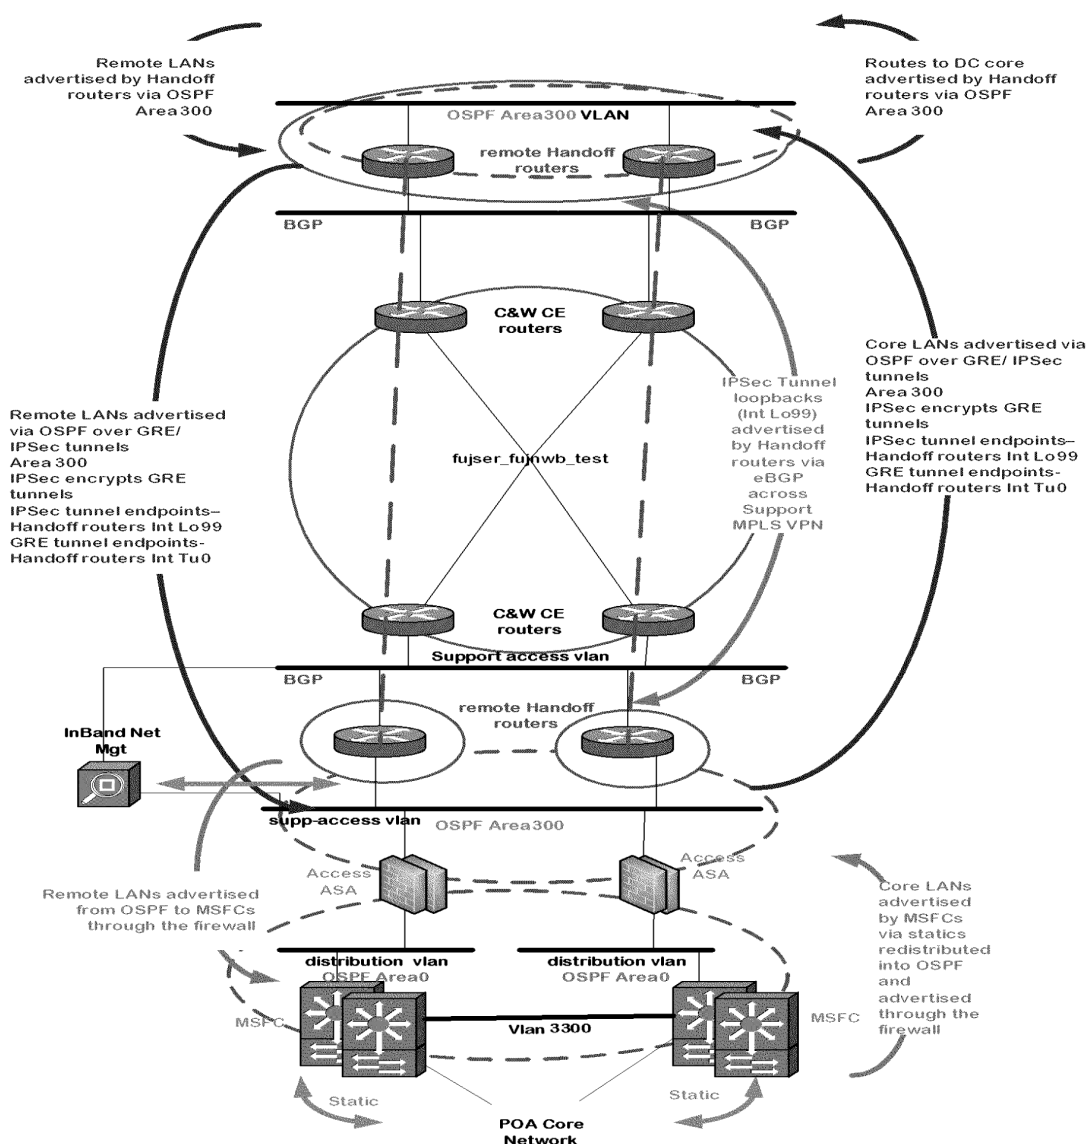 Remote LANs
advertised by Handoff
routers via OSPF
Area 300
Routes to DC core
advertised by Handoff
routers via OSPF
Area 300
OSPF Area300 VLAN
remote Handoff
routers
BGP
BGP
C&W CE
routers
Core LANs advertised via
OSPF over GRE/ IPSec
tunnels
Area 300
IPSec encrypts GRE
tunnels
IPSec tunnel endpoints–
Handoff routers Int Lo99
GRE tunnel endpoints-
Handoff routers Int Tu0
IPSec Tunnel
loopbacks
(Int Lo99)
advertised
by Handoff
routers via
eBGP
across
Support
MPLS VPN
Remote LANs advertised
via OSPF over GRE/
IPSec tunnels
Area 300
IPSec encrypts GRE
tunnels
IPSec tunnel endpoints–
Handoff routers Int Lo99
GRE tunnel endpoints-
Handoff routers Int Tu0
fujser_fujnwb_test
C&W CE
routers
Support access vlan
BGP
BGP
remote Handoff
routers
InBand Net
Mgt
supp-access vlan
OSPF Area300
Access
ASA
Access
ASA
Remote LANs advertised
from OSPF to MSFCs
through the firewall
Core LANs
advertised
by MSFCs
via statics
redistributed
into OSPF
and
advertised
through the
firewall
distribution vlan
OSPF Area0
distribution vlan
OSPF Area0
MSFC
Vlan 3300
MSFC
Static
Static
POA Core
Network